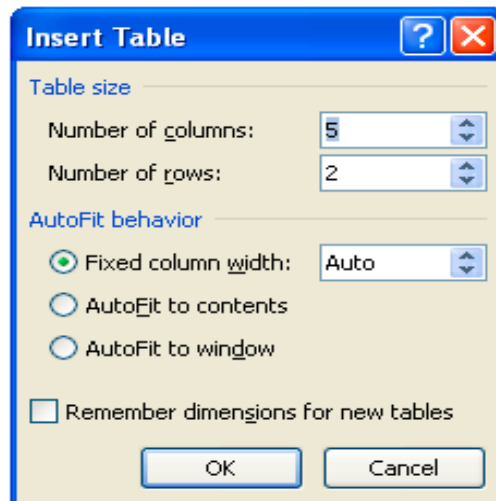 Insert Table ?
Table size
Number of columns: 5
Number of rows: 2
AutoFit behavior
Fixed column width: Auto
AutoFit to contents
AutoFit to window
Remember dimensions for new tables
OK Cancel